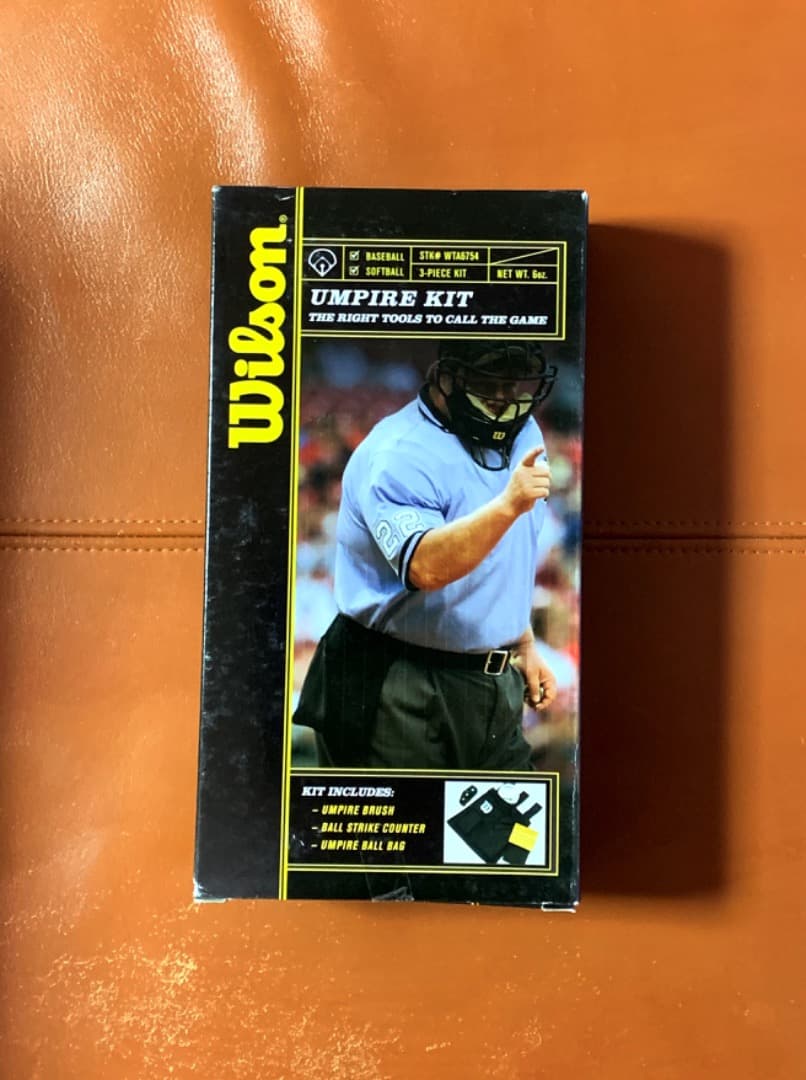 Wilson®
BASEBALL
SOFTBALL
STK# WTA6754
3-PIECE KIT
NET WT. 6oz.
UMPIRE KIT
THE RIGHT TOOLS TO CALL THE GAME
W
22
KIT INCLUDES:
– UMPIRE BRUSH
– BALL STRIKE COUNTER
– UMPIRE BALL BAG